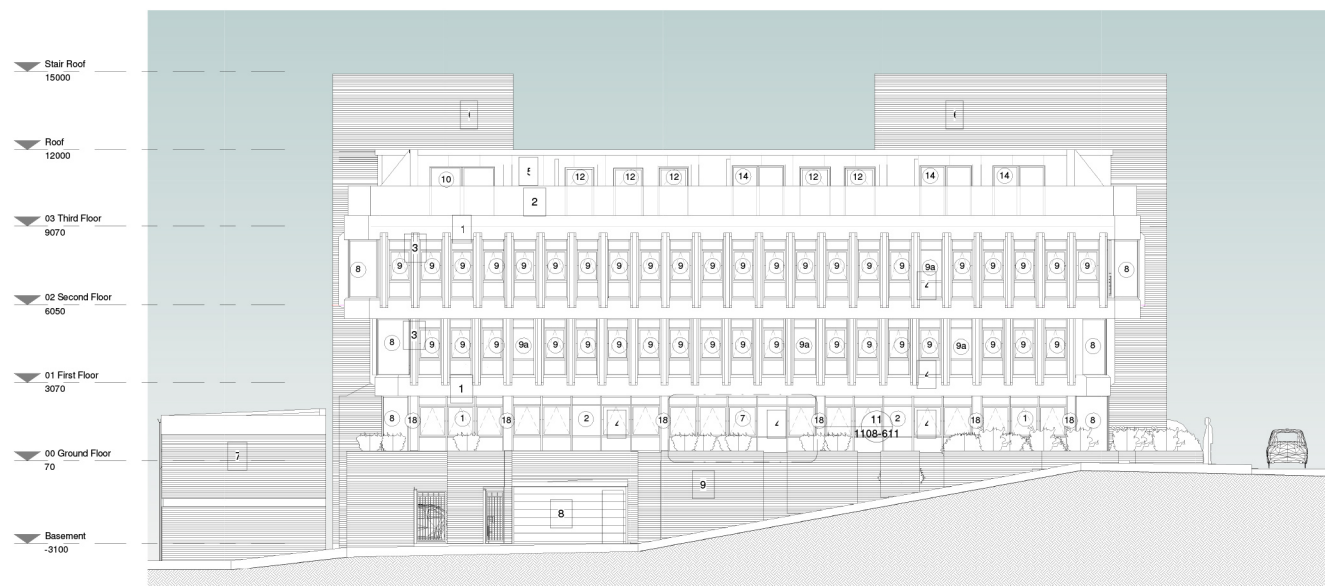 Stair Roof
15000
Roof
12000
10 12 12 12 14 12 12 14 14
2
03 Third Floor
9070
1
3
8 9 9 9 9 9 9 9 9 9 9 9 9 9 9 9 9 9 9a 9 9 9 9 9 8
02 Second Floor
6050
3
8 9 9 9 9a 9 9 9 9 9 9 9 9 9a 9 9 9 9 9a 9 9 9 8
01 First Floor
3070
1
8 18 1 18 2 18 7 18 11 2 18 1 18 8
1108-611
00 Ground Floor
70
7
9
8
Basement
-3100